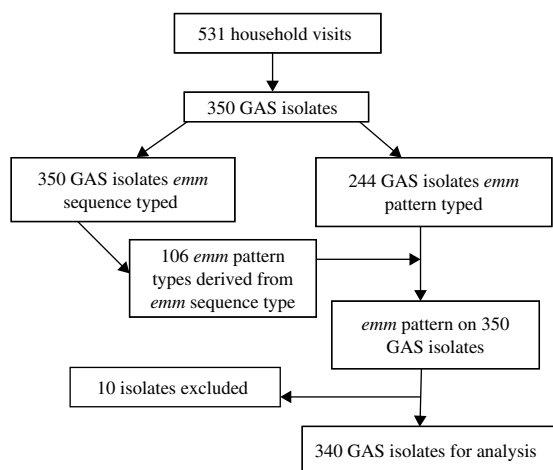 531 household visits
350 GAS isolates
350 GAS isolates emm
sequence typed
244 GAS isolates emm
pattern typed
106 emm pattern
types derived from
emm sequence type
emm pattern on 350
GAS isolates
10 isolates excluded
340 GAS isolates for analysis